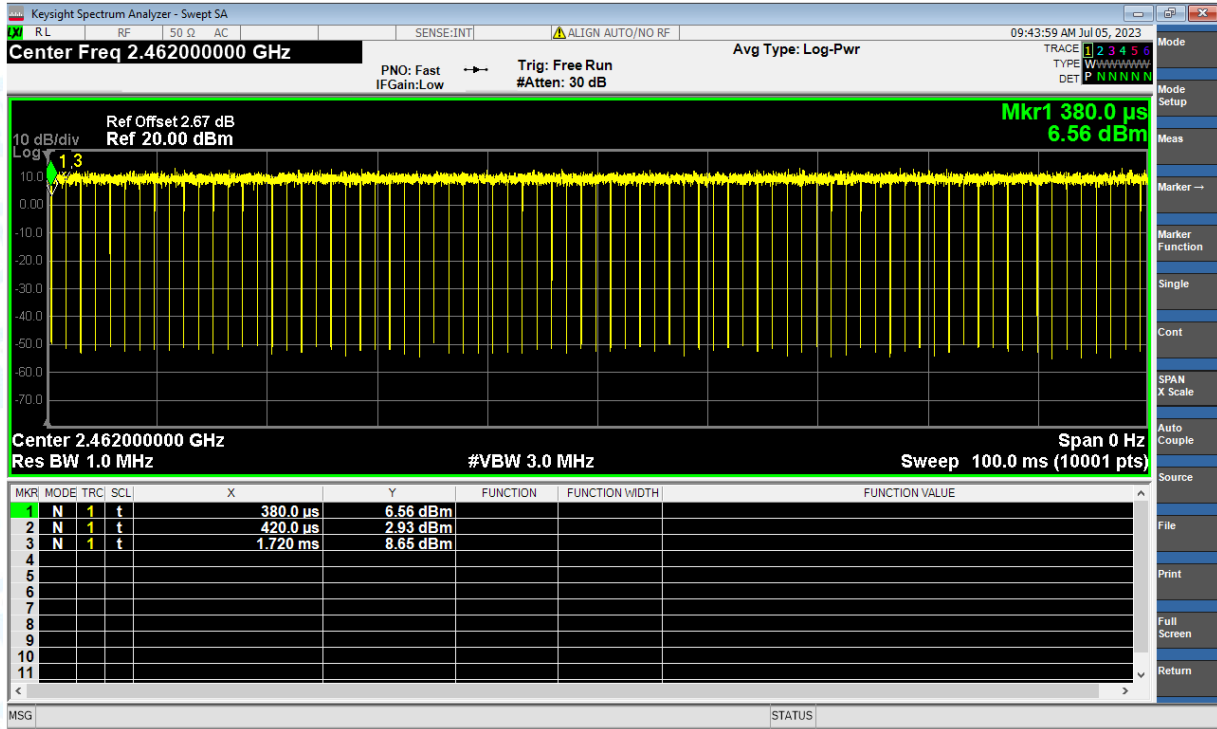 Keysight Spectrum Analyzer - Swept SA
LXI RL RF 50 Ω AC SENSE:INT ALIGN AUTO/NO RF 09:43:59 AM Jul 05, 2023
Center Freq 2.462000000 GHz
PNO: Fast
IFGain:Low
Trig: Free Run
#Atten: 30 dB
Avg Type: Log-Pwr
TRACE 1 2 3 4 5 6
TYPE WWWWWW
DET P N N N N N
Ref Offset 2.67 dB
10 dB/div Ref 20.00 dBm
Log
Mkr1 380.0 µs
6.56 dBm
1 3
10.0
0.00
-10.0
-20.0
-30.0
-40.0
-50.0
-60.0
-70.0
Center 2.462000000 GHz Span 0 Hz
Res BW 1.0 MHz #VBW 3.0 MHz Sweep 100.0 ms (10001 pts)
MKR MODE TRC SCL X Y FUNCTION FUNCTION WIDTH FUNCTION VALUE
1 N 1 t 380.0 µs 6.56 dBm
2 N 1 t 420.0 µs 2.93 dBm
3 N 1 t 1.720 ms 8.65 dBm
4
5
6
7
8
9
10
11
MSG STATUS
Mode
Mode
Setup
Meas
Marker →
Marker
Function
Single
Cont
SPAN
X Scale
Auto
Couple
Source
File
Print
Full
Screen
Return